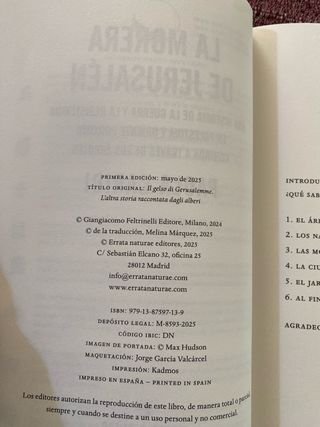 PRIMERA EDICIÓN: mayo de 2025
TÍTULO ORIGINAL: Il gelso di Gerusalemme.
L'altra storia raccontata dagli alberi
© Giangiacomo Feltrinelli Editore, Milano, 2024
© de la traducción, Melina Márquez, 2025
© Errata naturae editores, 2025
C/ Sebastián Elcano 32, oficina 25
28012 Madrid
info@erratanaturae.com
www.erratanaturae.com
ISBN: 979-13-87597-13-9
DEPÓSITO LEGAL: M-8593-2025
CÓDIGO IBIC: DN
IMAGEN DE PORTADA: © Max Hudson
MAQUETACIÓN: Jorge García Valcárcel
IMPRESIÓN: Kadmos
IMPRESO EN ESPAÑA – PRINTED IN SPAIN
Los editores autorizan la reproducción de este libro, de manera total o parcial,
siempre y cuando se destine a un uso personal y no comercial.
LA MORERA
DE JERUSALÉN
INTRODU
¿QUÉ SAB
1. EL ÁR
2. LOS NA
3. LAS MO
4. LA CIU
5. EL JAR
6. AL FIN
AGRADEC